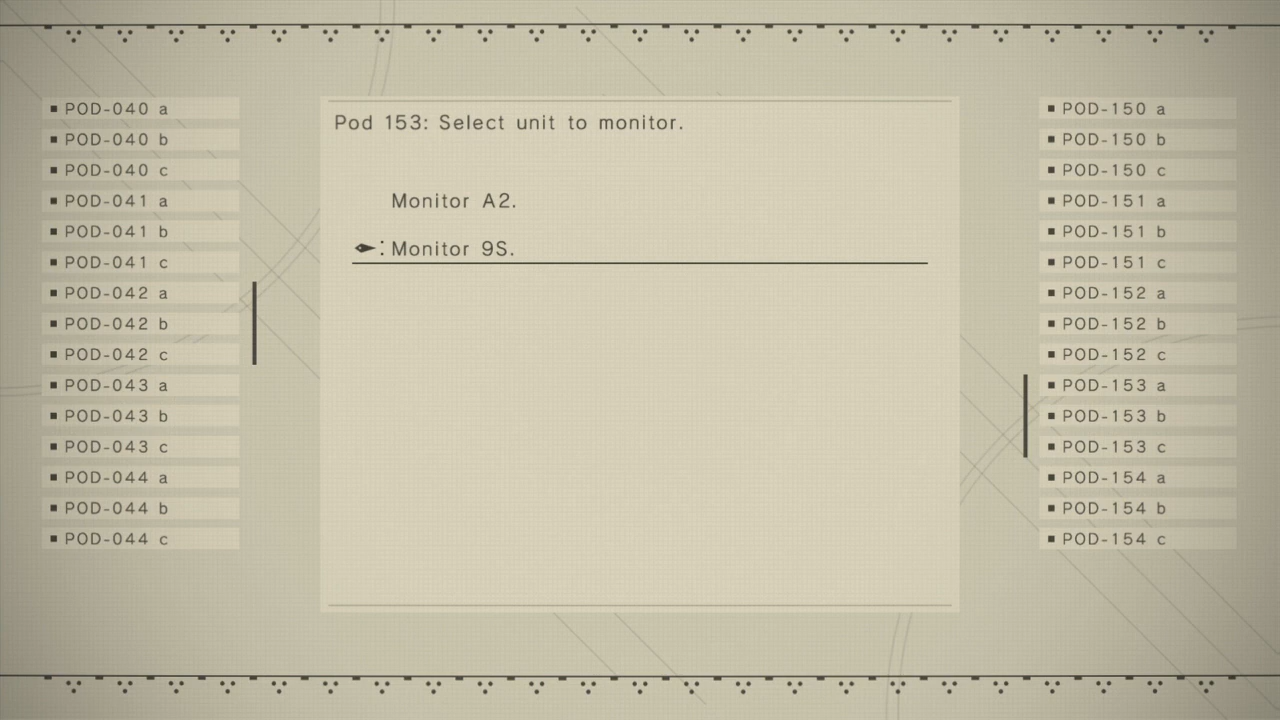 POD-040 a
POD-040 b
POD-040 c
POD-041 a
POD-041 b
POD-041 c
POD-042 a
POD-042 b
POD-042 c
POD-043 a
POD-043 b
POD-043 c
POD-044 a
POD-044 b
POD-044 c
Pod 153: Select unit to monitor.
Monitor A2.
Monitor 9S.
POD-150 a
POD-150 b
POD-150 c
POD-151 a
POD-151 b
POD-151 c
POD-152 a
POD-152 b
POD-152 c
POD-153 a
POD-153 b
POD-153 c
POD-154 a
POD-154 b
POD-154 c